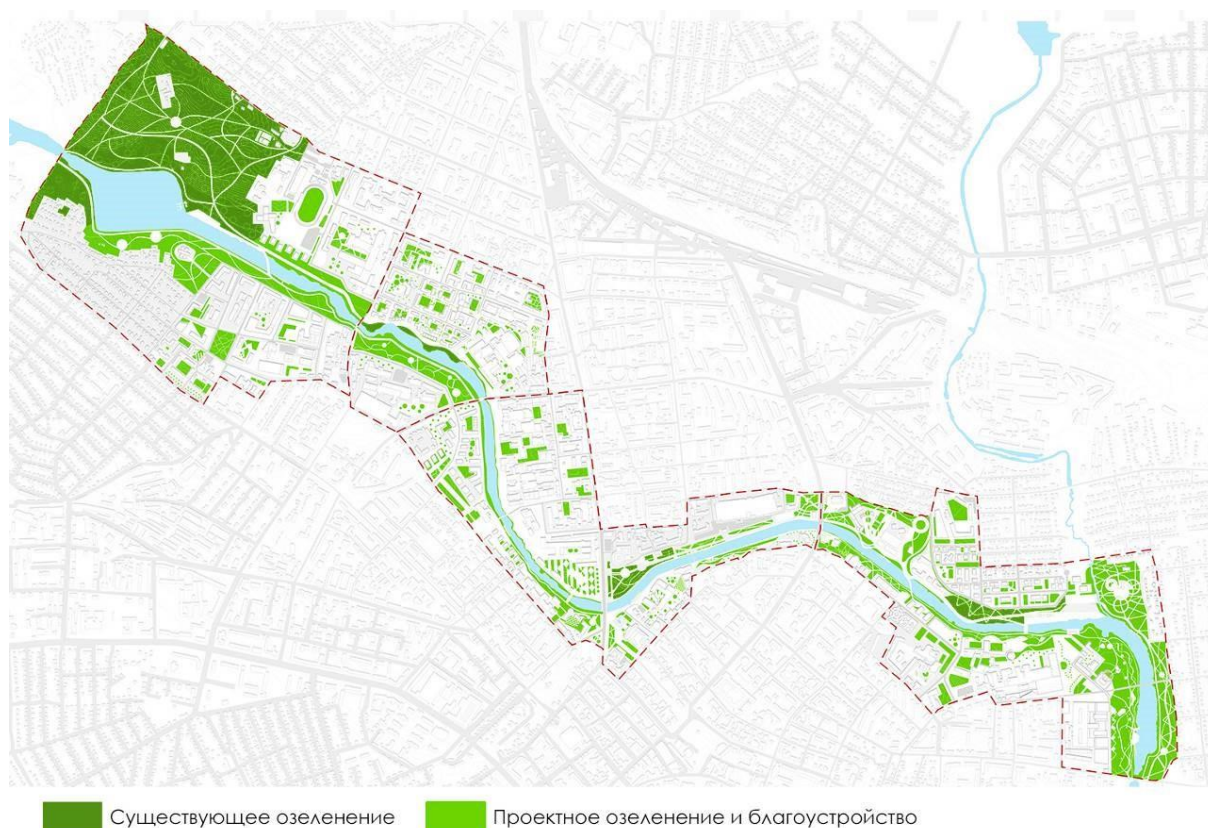 Существующее озеленение
Проектное озеленение и благоустройство